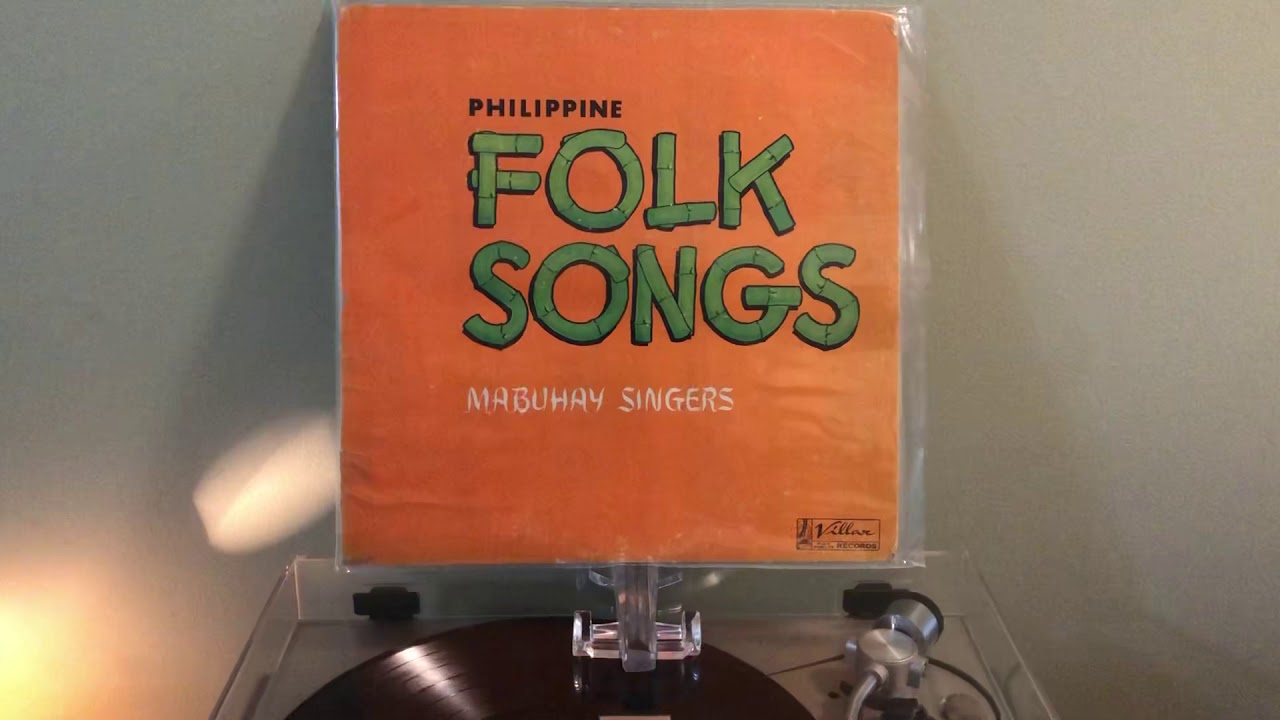 PHILIPPINE
FOLK
SONGS
MABUHAY SINGERS
Villar
RECORDS